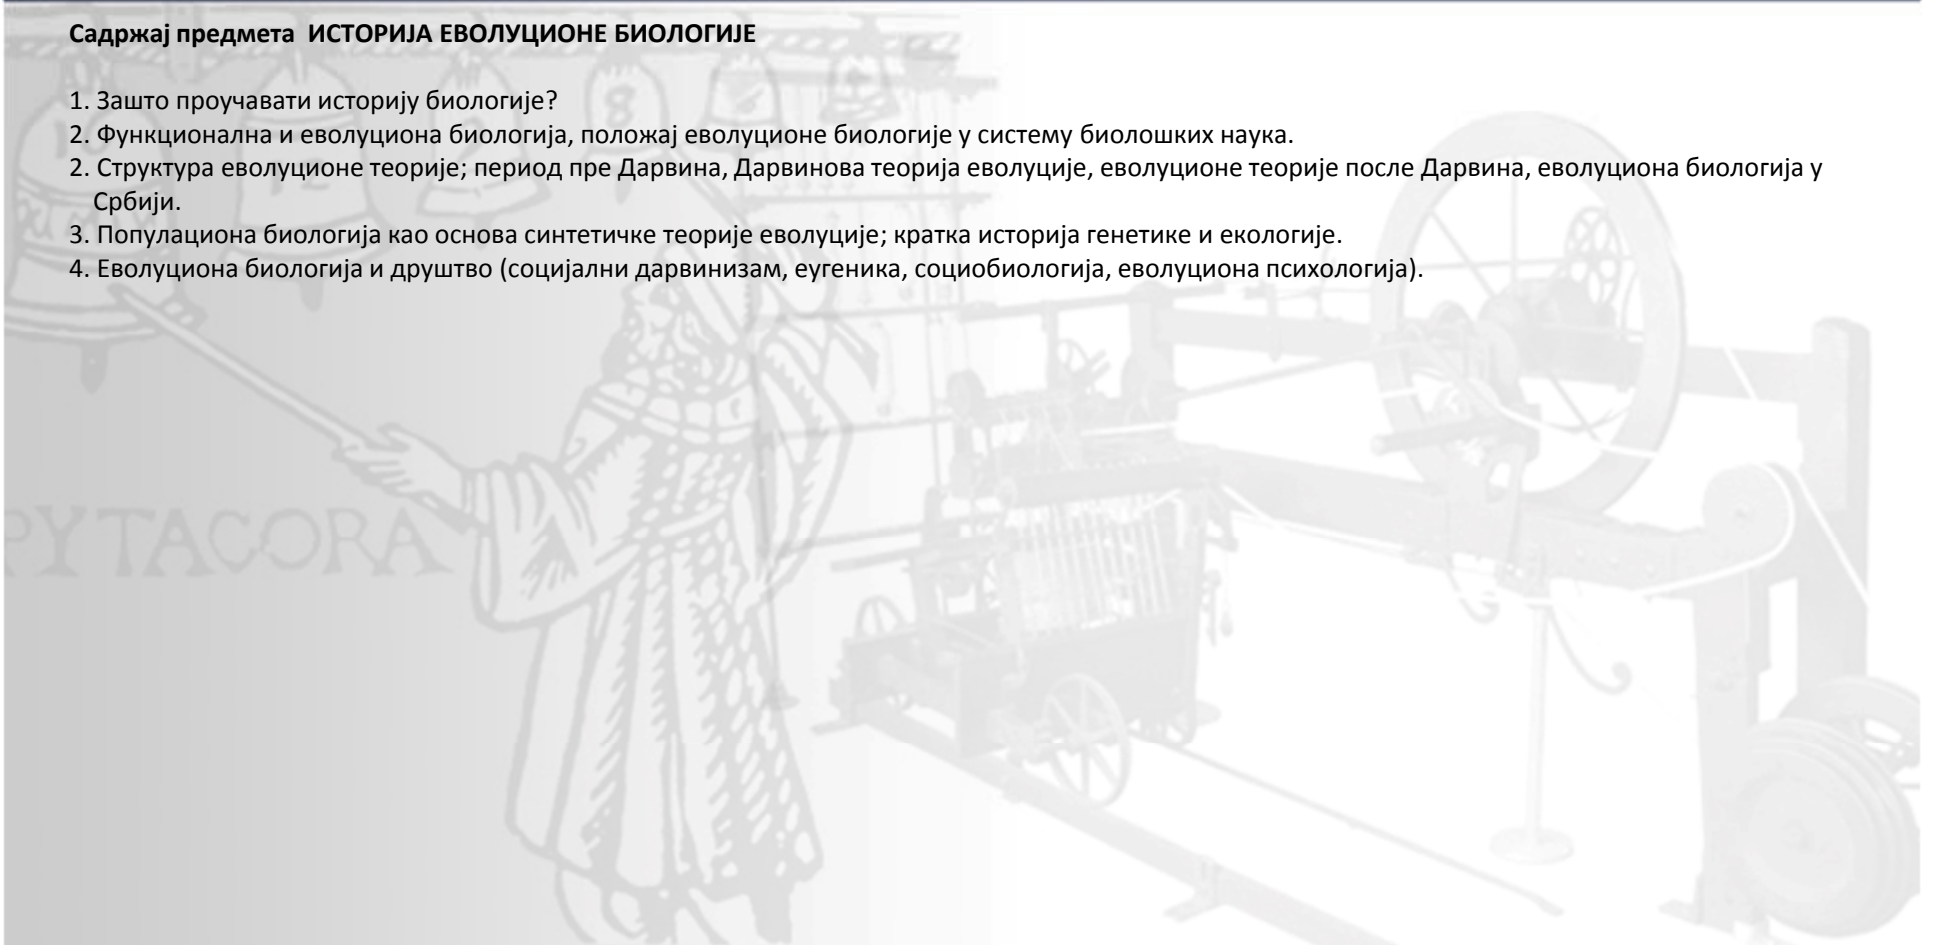 Садржај предмета ИСТОРИЈА ЕВОЛУЦИОНЕ БИОЛОГИЈЕ
1. Зашто проучавати историју биологије?
2. Функционална и еволуциона биологија, положај еволуционе биологије у систему биолошких наука.
2. Структура еволуционе теорије; период пре Дарвина, Дарвинова теорија еволуције, еволуционе теорије после Дарвина, еволуциона биологија у
Србији.
3. Популациона биологија као основа синтетичке теорије еволуције; кратка историја генетике и екологије.
4. Еволуциона биологија и друштво (социјални дарвинизам, еугеника, социобиологија, еволуциона психологија).
8
PYTAGORA